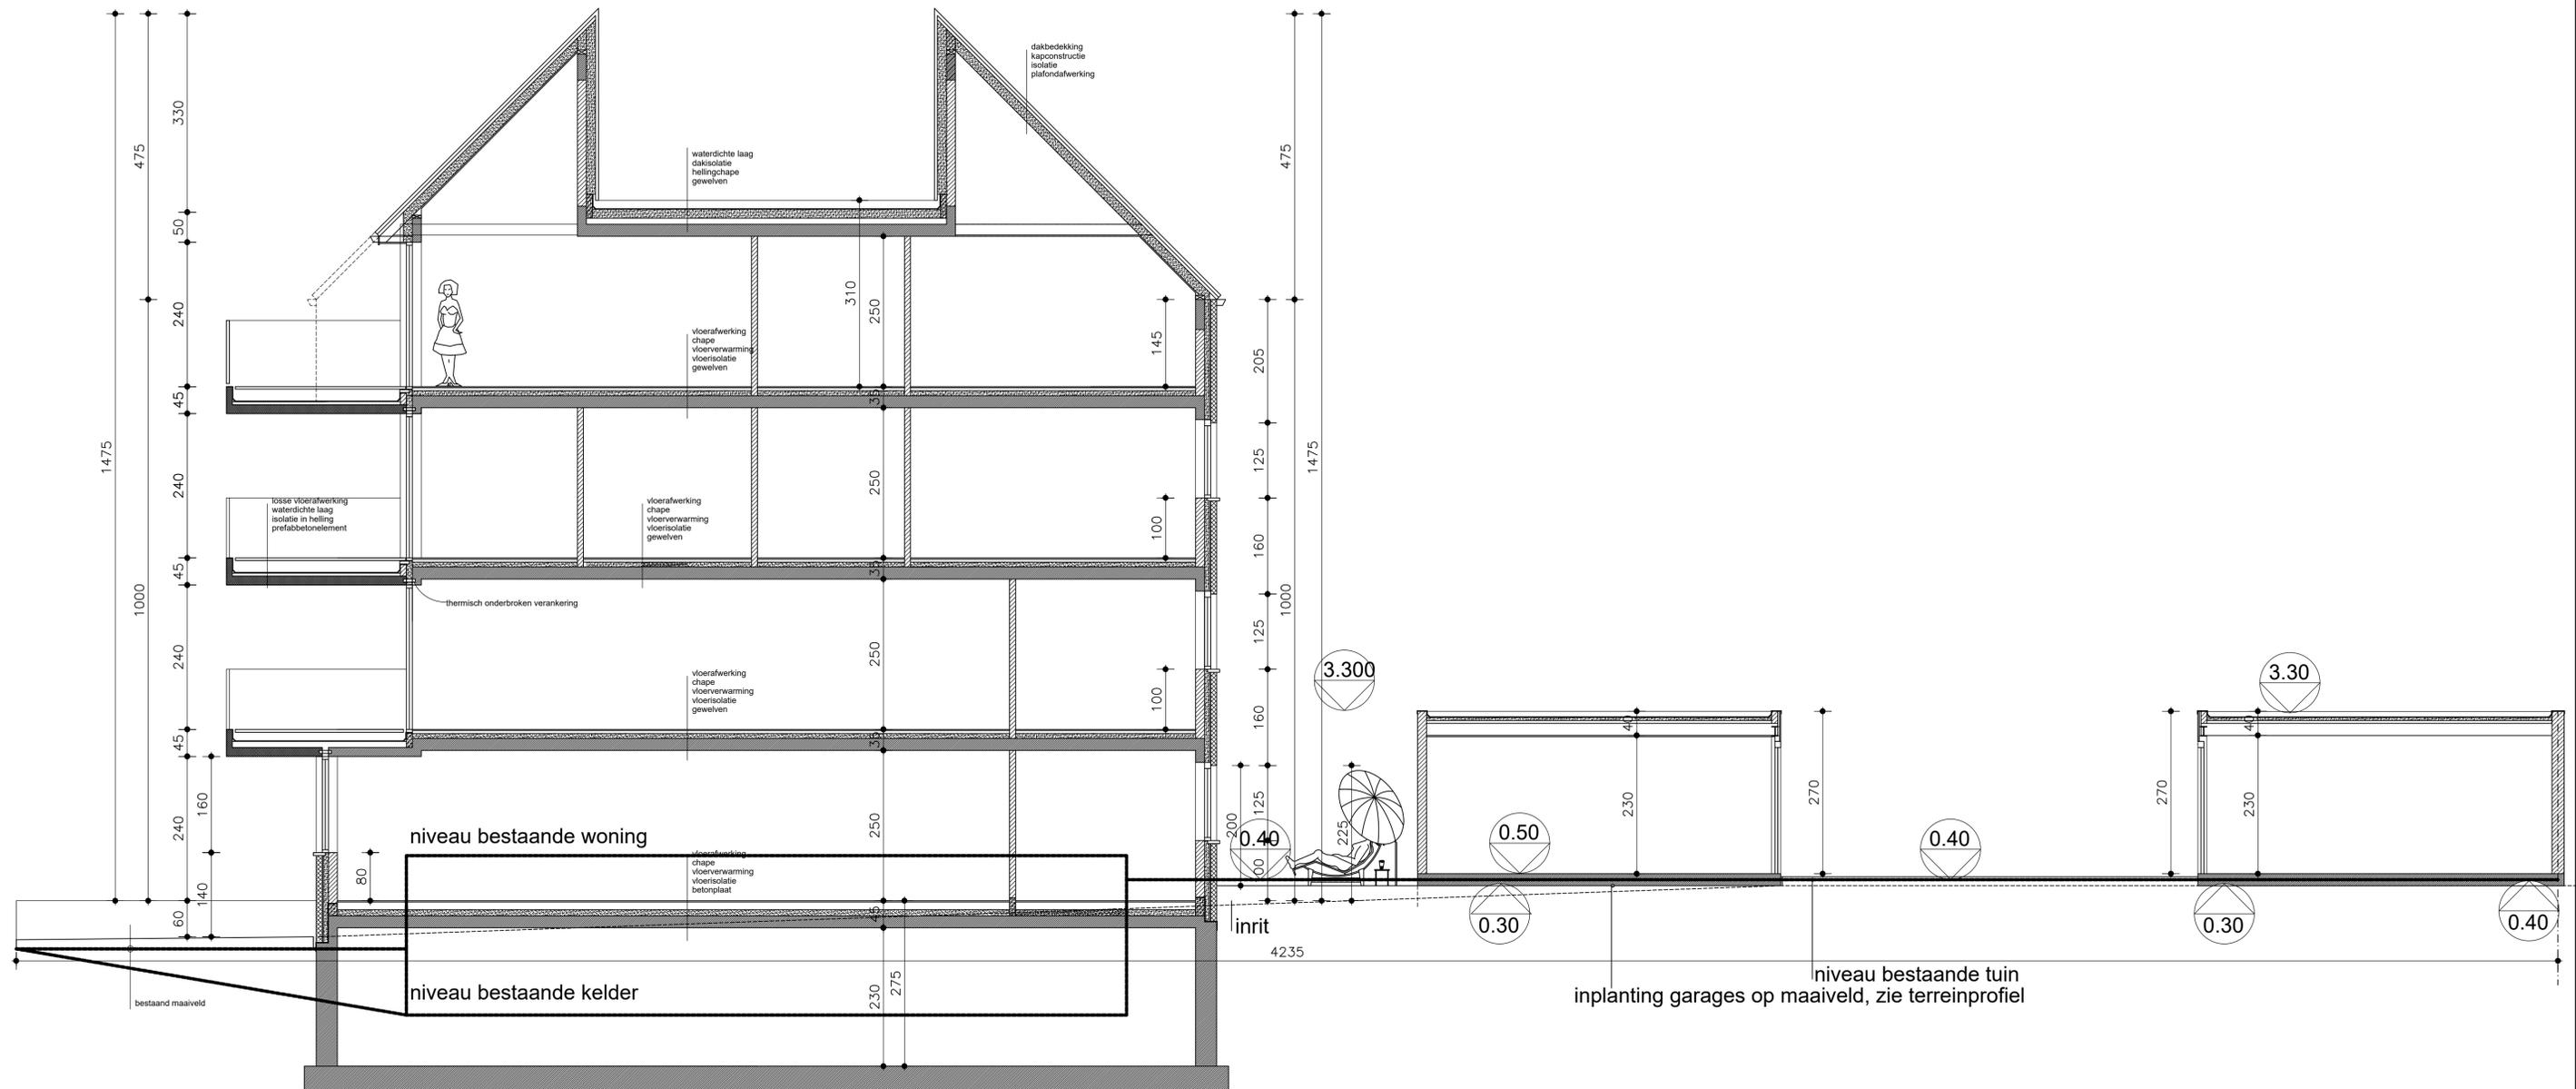 dakbedekking
kapconstructie
isolatie
plafondafwerking
330
475
475
waterdichte laag
dakisolatie
hellingchape
gewelven
50
240
310
250
145
205
vloerafwerking
chape
vloerverwarming
vloerisolatie
gewelven
45
35
1475
1475
240
250
125
100
losse vloerafwerking
waterdichte laag
isolatie in helling
prefabbetonelement
vloerafwerking
chape
vloerverwarming
vloerisolatie
gewelven
160
45
35
1000
1000
thermisch onderbroken verankering
240
250
125
100
160
vloerafwerking
chape
vloerverwarming
vloerisolatie
gewelven
3.300
3.30
45
35
40
40
160
240
250
200
125
225
230
270
270
230
niveau bestaande woning
0.40
0.50
0.40
vloerafwerking
chape
vloerverwarming
vloerisolatie
betonplaat
80
140
60
45
inrit
0.30
0.30
0.40
4235
niveau bestaande tuin
inplanting garages op maaiveld, zie terreinprofiel
niveau bestaande kelder
230
275
bestaand maaiveld